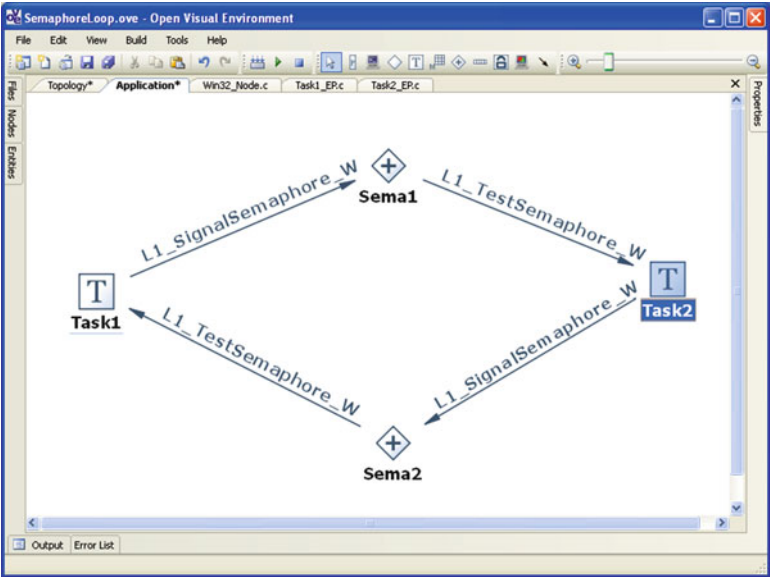 SemaphoreLoop.ove - Open Visual Environment
File Edit View Build Tools Help
Topology* Application* Win32_Node.c Task1_EP.c Task2_EP.c
Files
Nodes
Entities
Properties
Sema1
L1_SignalSemaphore_W
L1_TestSemaphore_W
T
Task1
T
Task2
L1_TestSemaphore_W
L1_SignalSemaphore_W
Sema2
Output Error List